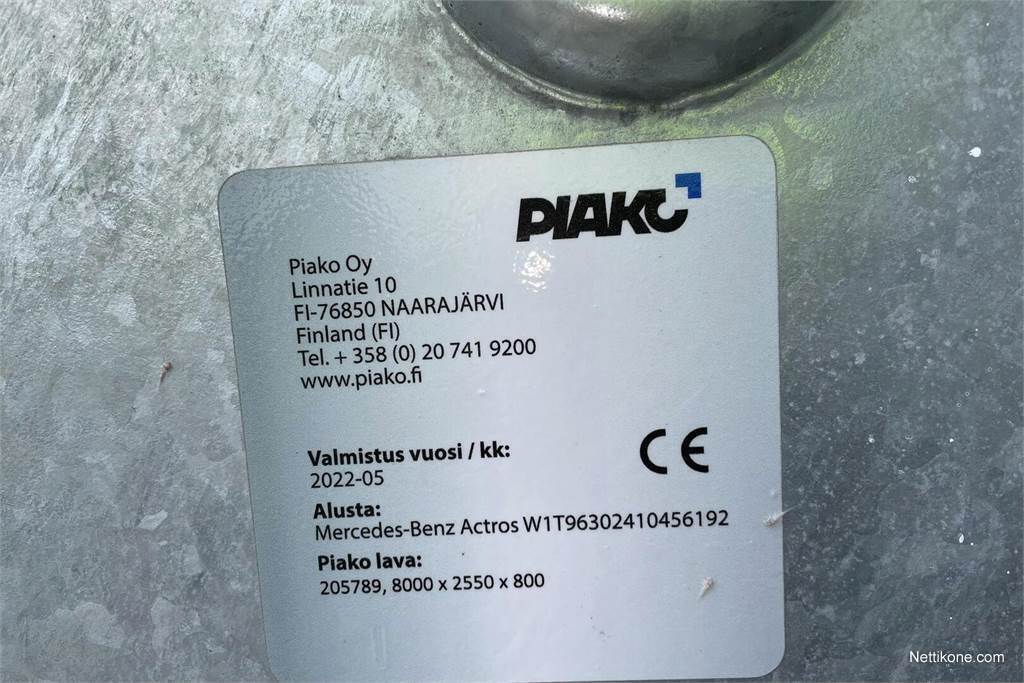 PIAKO
Piako Oy
Linnatie 10
FI-76850 NAARAJÄRVI
Finland (FI)
Tel. + 358 (0) 20 741 9200
www.piako.fi
Valmistus vuosi / kk:
2022-05
CE
Alusta:
Mercedes-Benz Actros W1T96302410456192
Piako lava:
205789, 8000 x 2550 x 800
Nettikone.com